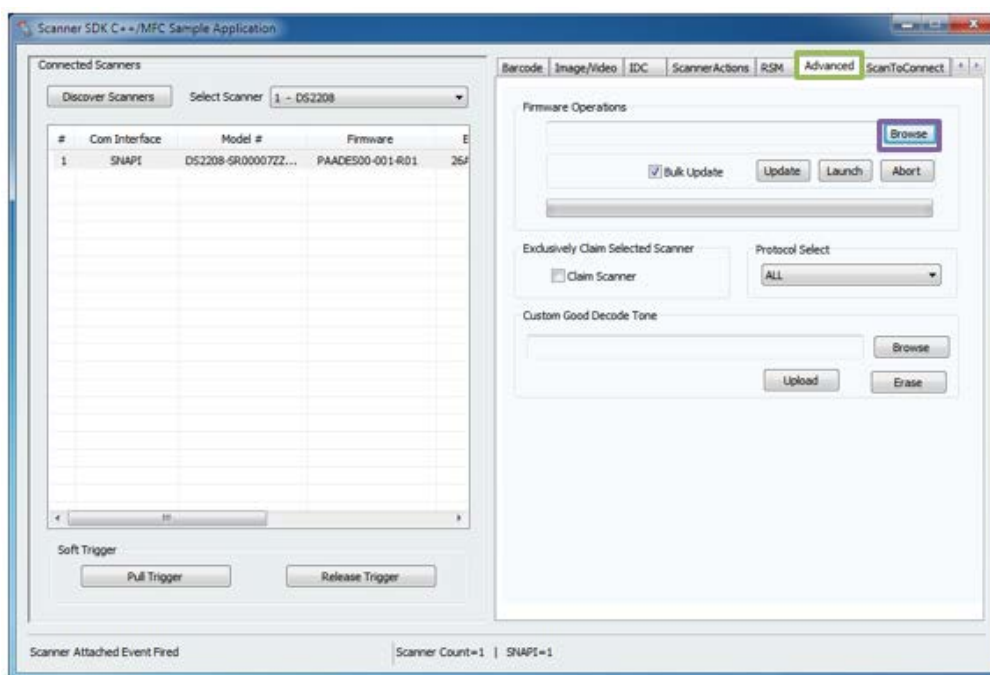 Scanner SDK C++/MFC Sample Application
Connected Scanners
Discover Scanners
Select Scanner
1 - DS2208
# Com Interface Model # Firmware
1 SNAPI DS2208-SR00007ZZ... PAADES00-001-R01
Soft Trigger
Pull Trigger
Release Trigger
Barcode Image/Video IDC ScannerActions RSM Advanced ScanToConnect
Firmware Operations
Browse
Bulk Update
Update
Launch
Abort
Exclusively Claim Selected Scanner
Claim Scanner
Protocol Select
ALL
Custom Good Decode Tone
Browse
Upload
Erase
Scanner Attached Event Fired
Scanner Count=1 | SNAPI=1